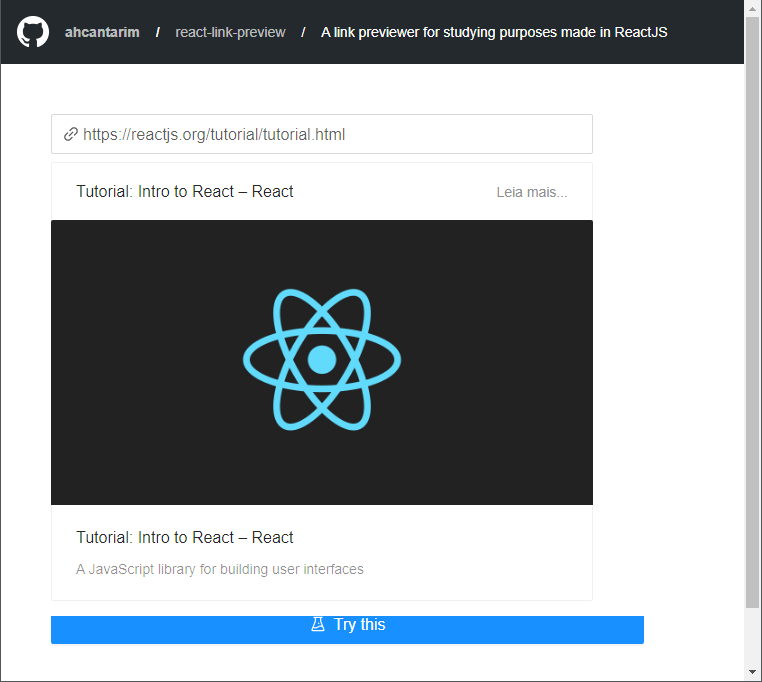 ahcantarim / react-link-preview / A link previewer for studying purposes made in ReactJS
https://reactjs.org/tutorial/tutorial.html
Tutorial: Intro to React – React Leia mais...
Tutorial: Intro to React – React
A JavaScript library for building user interfaces
Try this